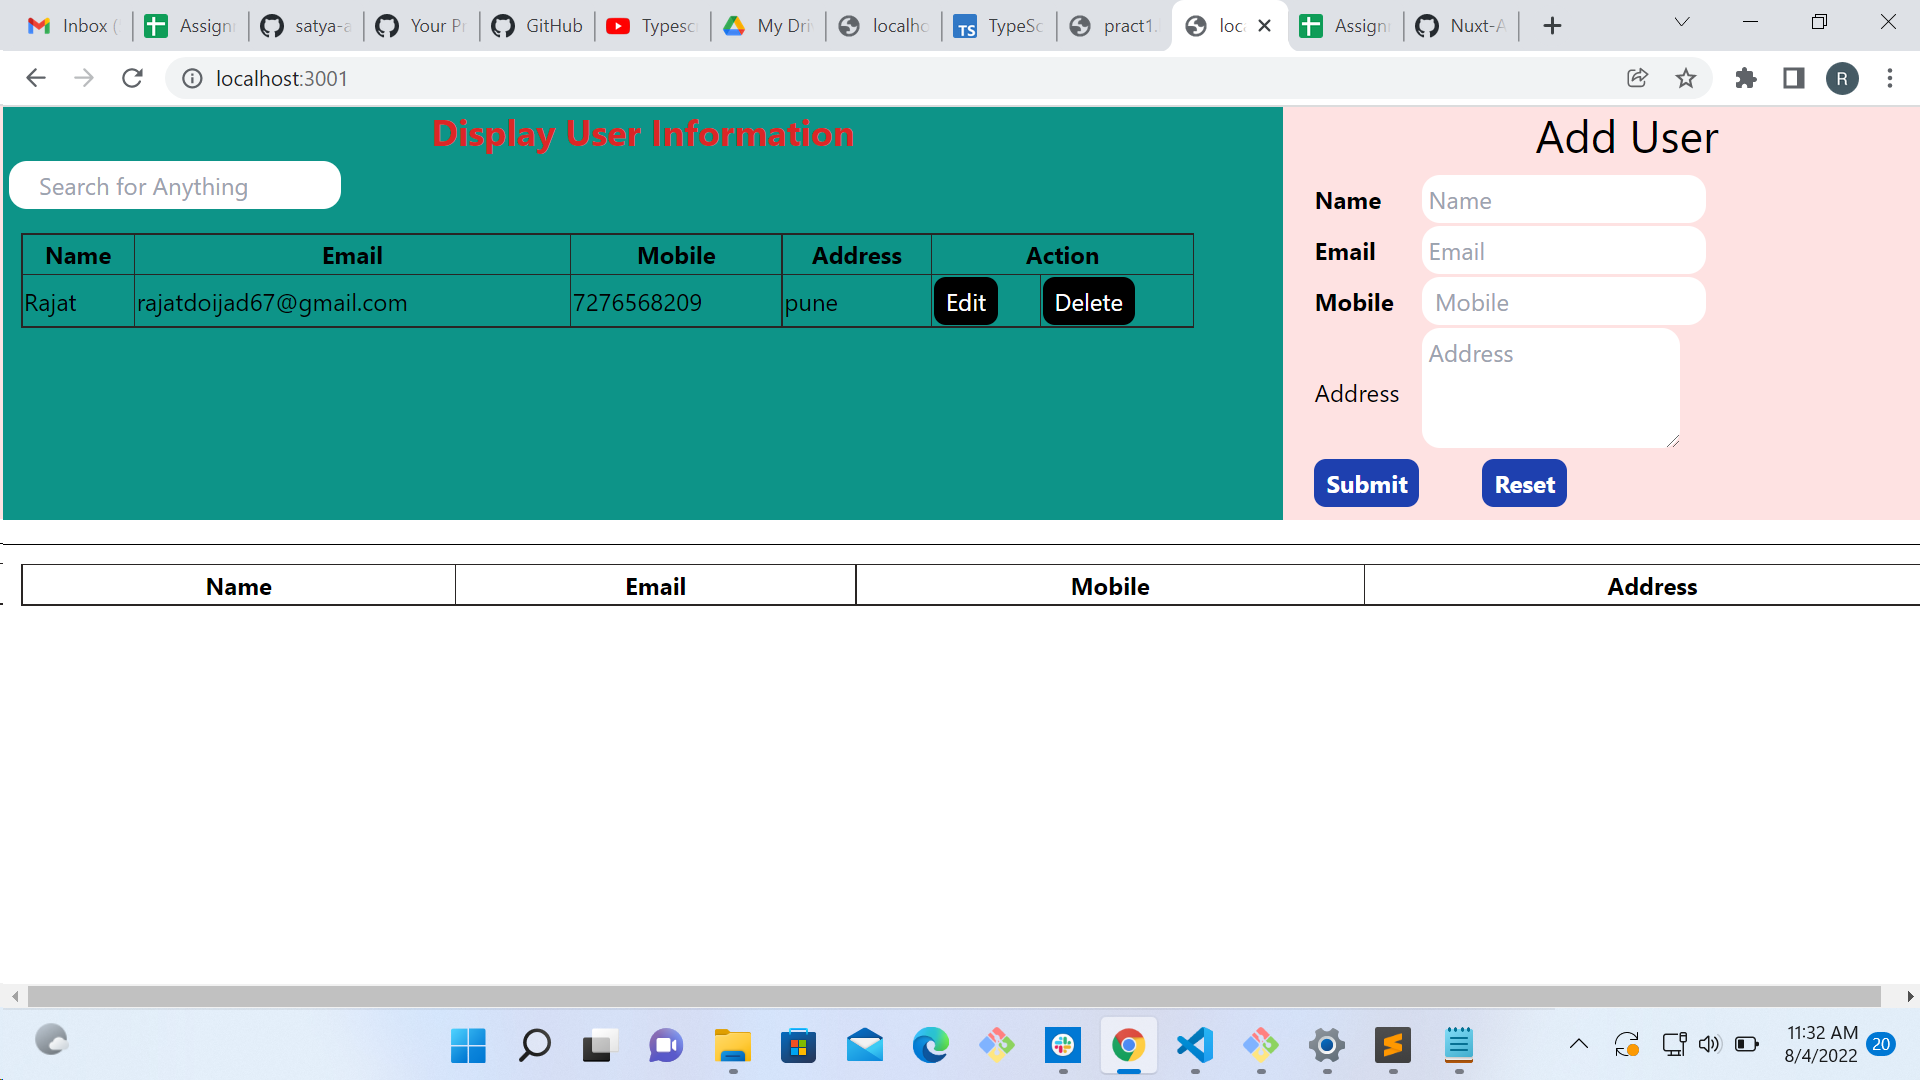 Inbox (
Assignn
satya-a
Your Pr
GitHub
Typesc
My Dri
localho
TS
TypeSc
pract1.
loc
Assignn
Nuxt-A
localhost:3001
R
Display User Information
Add User
Search for Anything
Name Name
Email Email
Mobile Mobile
Address Address
Submit Reset
Name Email Mobile Address Action
Rajat rajatdoijad67@gmail.com 7276568209 pune Edit Delete
Name Email Mobile Address
11:32 AM
8/4/2022
20